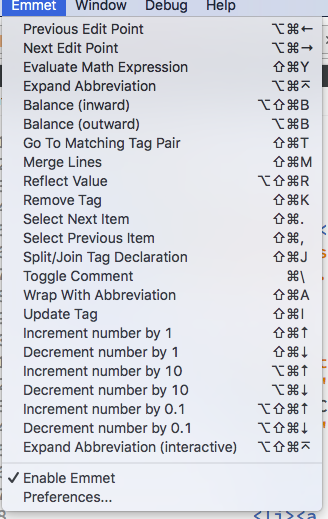 Emmet Window Debug Help
Previous Edit Point ⌥⌘←
Next Edit Point ⌥⌘→
Evaluate Math Expression ⇧⌘Y
Expand Abbreviation ⌥⌘⌤
Balance (inward) ⌥⇧⌘B
Balance (outward) ⌥⌘B
Go To Matching Tag Pair ⇧⌘T
Merge Lines ⇧⌘M
Reflect Value ⌥⇧⌘R
Remove Tag ⇧⌘K
Select Next Item ⇧⌘.
Select Previous Item ⇧⌘,
Split/Join Tag Declaration ⇧⌘J
Toggle Comment ⌘\
Wrap With Abbreviation ⇧⌘A
Update Tag ⇧⌘I
Increment number by 1 ⇧⌘↑
Decrement number by 1 ⇧⌘↓
Increment number by 10 ⌥⌘↑
Decrement number by 10 ⌥⌘↓
Increment number by 0.1 ⌥⇧⌘↑
Decrement number by 0.1 ⌥⇧⌘↓
Expand Abbreviation (interactive) ⌥⇧⌘⌤
✓ Enable Emmet
Preferences...
<li><a